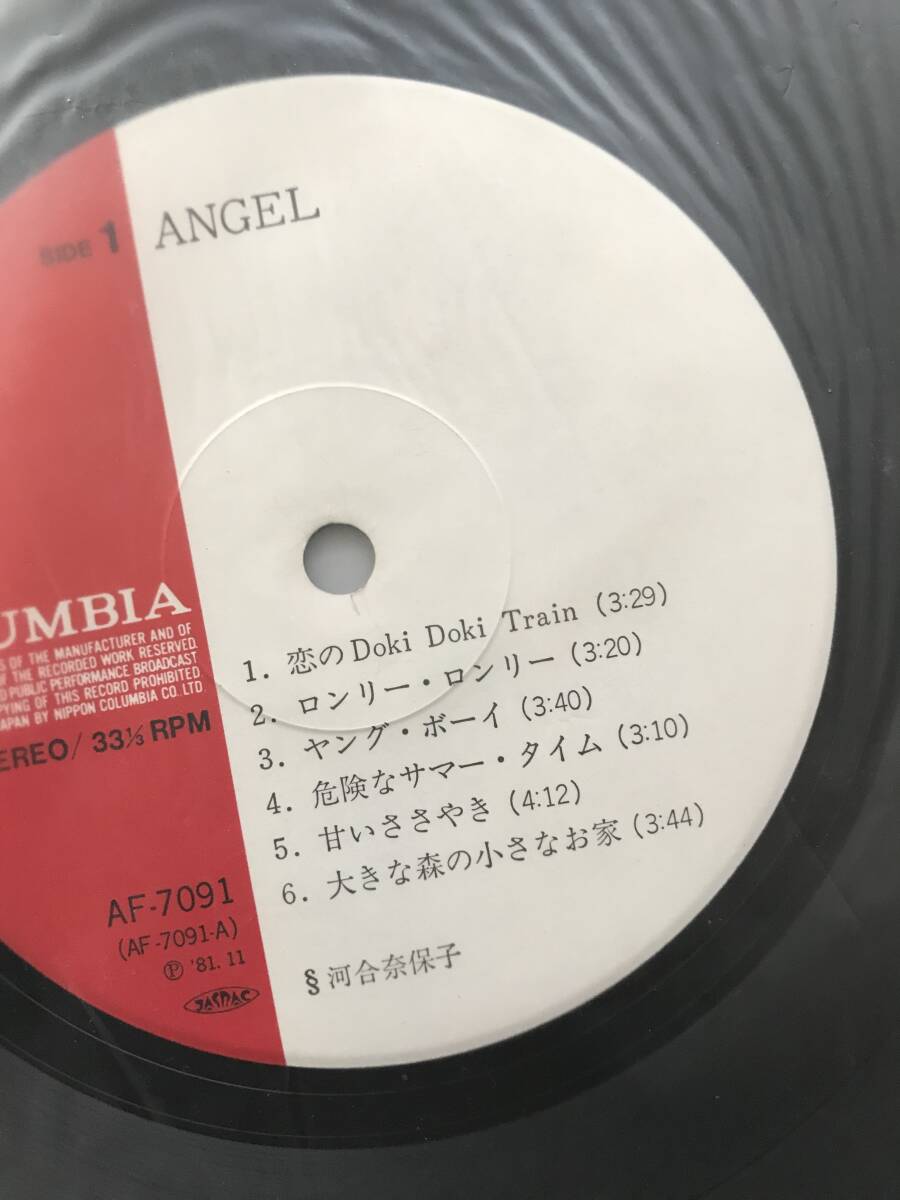 SIDE 1
ANGEL
UMBIA
S OF THE MANUFACTURER AND OF
OF THE RECORDED WORK RESERVED.
PUBLIC PERFORMANCE BROADCAST
PYING OF THIS RECORD PROHIBITED.
JAPAN BY NIPPON COLUMBIA CO. LTD.
EREO/ 33⅓ RPM
1. 恋のDoki Doki Train (3:29)
2. ロンリー・ロンリー (3:20)
3. ヤング・ボーイ (3:40)
4. 危険なサマー・タイム (3:10)
5. 甘いささやき (4:12)
6. 大きな森の小さなお家 (3:44)
AF-7091
(AF-7091-A)
Ⓟ '81. 11
JASRAC
§ 河合奈保子